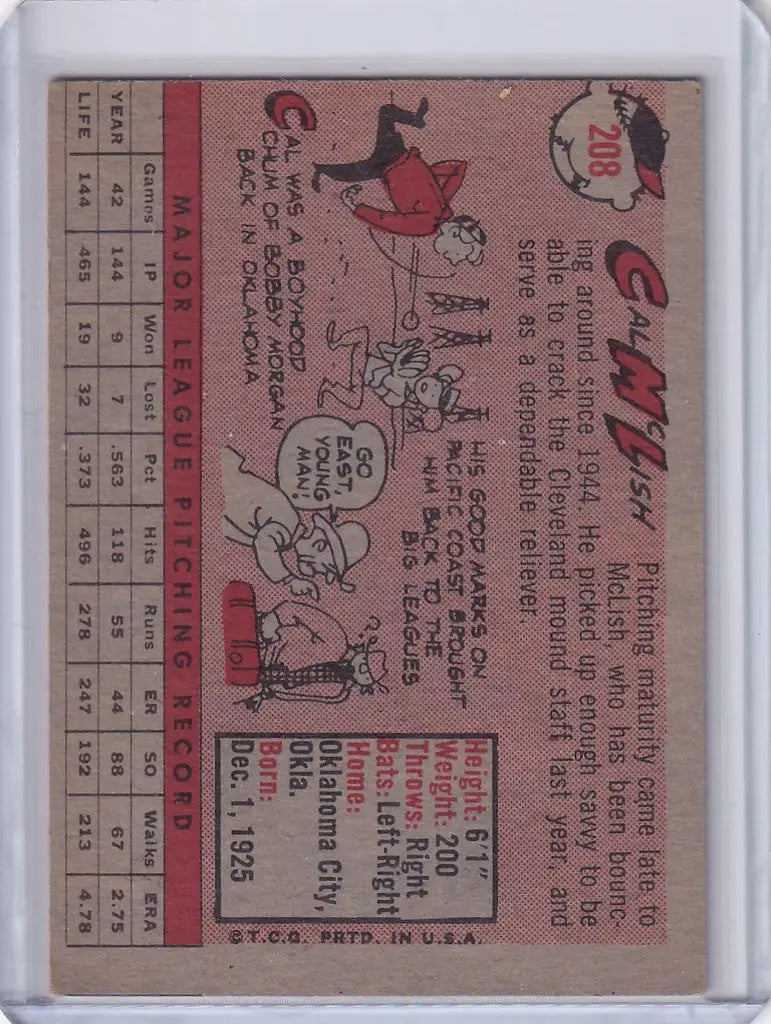 208
CAL McLISH
Pitching maturity came late to
McLish, who has been bounc-
ing around since 1944. He picked up enough savvy to be
able to crack the Cleveland mound staff last year, and
serve as a dependable reliever.
CAL WAS A BOYHOOD
CHUM OF BOBBY MORGAN
BACK IN OKLAHOMA
HIS GOOD MARKS ON
PACIFIC COAST BROUGHT
HIM BACK TO THE
BIG LEAGUES
GO
EAST,
YOUNG
MAN!
Height: 6'1"
Weight: 200
Throws: Right
Bats: Left-Right
Home:
Oklahoma City,
Okla.
Born:
Dec. 1, 1925
©T.C.G. PRTD. IN U.S.A.
MAJOR LEAGUE PITCHING RECORD
Games IP Won Lost Pct Hits Runs ER SO Walks ERA
YEAR 42 144 9 7 .563 118 55 44 88 67 2.75
LIFE 144 465 19 32 .373 496 278 247 192 213 4.78